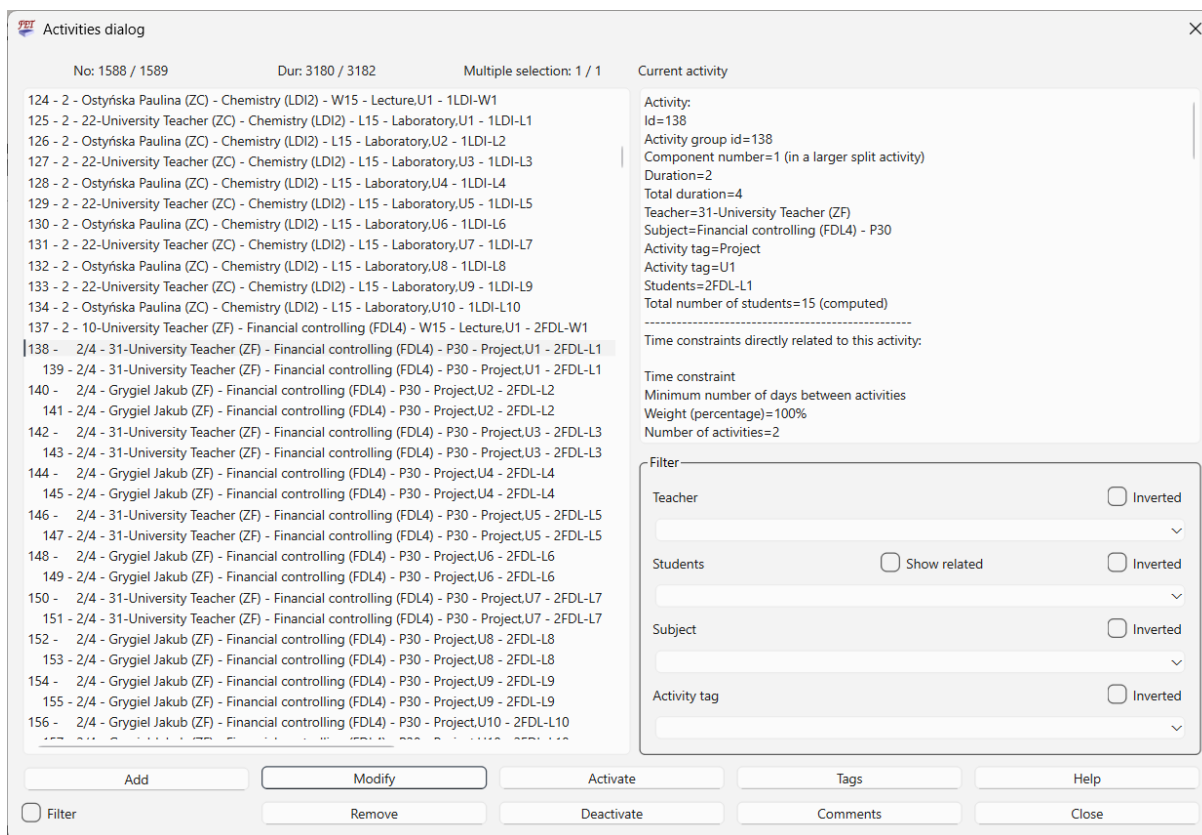 FET Activities dialog
No: 1588 / 1589 Dur: 3180 / 3182 Multiple selection: 1 / 1 Current activity
124 - 2 - Ostyńska Paulina (ZC) - Chemistry (LDI2) - W15 - Lecture,U1 - 1LDI-W1
125 - 2 - 22-University Teacher (ZC) - Chemistry (LDI2) - L15 - Laboratory,U1 - 1LDI-L1
126 - 2 - Ostyńska Paulina (ZC) - Chemistry (LDI2) - L15 - Laboratory,U2 - 1LDI-L2
127 - 2 - 22-University Teacher (ZC) - Chemistry (LDI2) - L15 - Laboratory,U3 - 1LDI-L3
128 - 2 - Ostyńska Paulina (ZC) - Chemistry (LDI2) - L15 - Laboratory,U4 - 1LDI-L4
129 - 2 - 22-University Teacher (ZC) - Chemistry (LDI2) - L15 - Laboratory,U5 - 1LDI-L5
130 - 2 - Ostyńska Paulina (ZC) - Chemistry (LDI2) - L15 - Laboratory,U6 - 1LDI-L6
131 - 2 - 22-University Teacher (ZC) - Chemistry (LDI2) - L15 - Laboratory,U7 - 1LDI-L7
132 - 2 - Ostyńska Paulina (ZC) - Chemistry (LDI2) - L15 - Laboratory,U8 - 1LDI-L8
133 - 2 - 22-University Teacher (ZC) - Chemistry (LDI2) - L15 - Laboratory,U9 - 1LDI-L9
134 - 2 - Ostyńska Paulina (ZC) - Chemistry (LDI2) - L15 - Laboratory,U10 - 1LDI-L10
137 - 2 - 10-University Teacher (ZF) - Financial controlling (FDL4) - W15 - Lecture,U1 - 2FDL-W1
138 - 2/4 - 31-University Teacher (ZF) - Financial controlling (FDL4) - P30 - Project,U1 - 2FDL-L1
139 - 2/4 - 31-University Teacher (ZF) - Financial controlling (FDL4) - P30 - Project,U1 - 2FDL-L1
140 - 2/4 - Grygiel Jakub (ZF) - Financial controlling (FDL4) - P30 - Project,U2 - 2FDL-L2
141 - 2/4 - Grygiel Jakub (ZF) - Financial controlling (FDL4) - P30 - Project,U2 - 2FDL-L2
142 - 2/4 - 31-University Teacher (ZF) - Financial controlling (FDL4) - P30 - Project,U3 - 2FDL-L3
143 - 2/4 - 31-University Teacher (ZF) - Financial controlling (FDL4) - P30 - Project,U3 - 2FDL-L3
144 - 2/4 - Grygiel Jakub (ZF) - Financial controlling (FDL4) - P30 - Project,U4 - 2FDL-L4
145 - 2/4 - Grygiel Jakub (ZF) - Financial controlling (FDL4) - P30 - Project,U4 - 2FDL-L4
146 - 2/4 - 31-University Teacher (ZF) - Financial controlling (FDL4) - P30 - Project,U5 - 2FDL-L5
147 - 2/4 - 31-University Teacher (ZF) - Financial controlling (FDL4) - P30 - Project,U5 - 2FDL-L5
148 - 2/4 - Grygiel Jakub (ZF) - Financial controlling (FDL4) - P30 - Project,U6 - 2FDL-L6
149 - 2/4 - Grygiel Jakub (ZF) - Financial controlling (FDL4) - P30 - Project,U6 - 2FDL-L6
150 - 2/4 - 31-University Teacher (ZF) - Financial controlling (FDL4) - P30 - Project,U7 - 2FDL-L7
151 - 2/4 - 31-University Teacher (ZF) - Financial controlling (FDL4) - P30 - Project,U7 - 2FDL-L7
152 - 2/4 - Grygiel Jakub (ZF) - Financial controlling (FDL4) - P30 - Project,U8 - 2FDL-L8
153 - 2/4 - Grygiel Jakub (ZF) - Financial controlling (FDL4) - P30 - Project,U8 - 2FDL-L8
154 - 2/4 - Grygiel Jakub (ZF) - Financial controlling (FDL4) - P30 - Project,U9 - 2FDL-L9
155 - 2/4 - Grygiel Jakub (ZF) - Financial controlling (FDL4) - P30 - Project,U9 - 2FDL-L9
156 - 2/4 - Grygiel Jakub (ZF) - Financial controlling (FDL4) - P30 - Project,U10 - 2FDL-L10
Activity:
Id=138
Activity group id=138
Component number=1 (in a larger split activity)
Duration=2
Total duration=4
Teacher=31-University Teacher (ZF)
Subject=Financial controlling (FDL4) - P30
Activity tag=Project
Activity tag=U1
Students=2FDL-L1
Total number of students=15 (computed)
--------------------------------------------------
Time constraints directly related to this activity:
Time constraint
Minimum number of days between activities
Weight (percentage)=100%
Number of activities=2
Filter
Teacher Inverted
Students Show related Inverted
Subject Inverted
Activity tag Inverted
Add Modify Activate Tags Help
Filter Remove Deactivate Comments Close